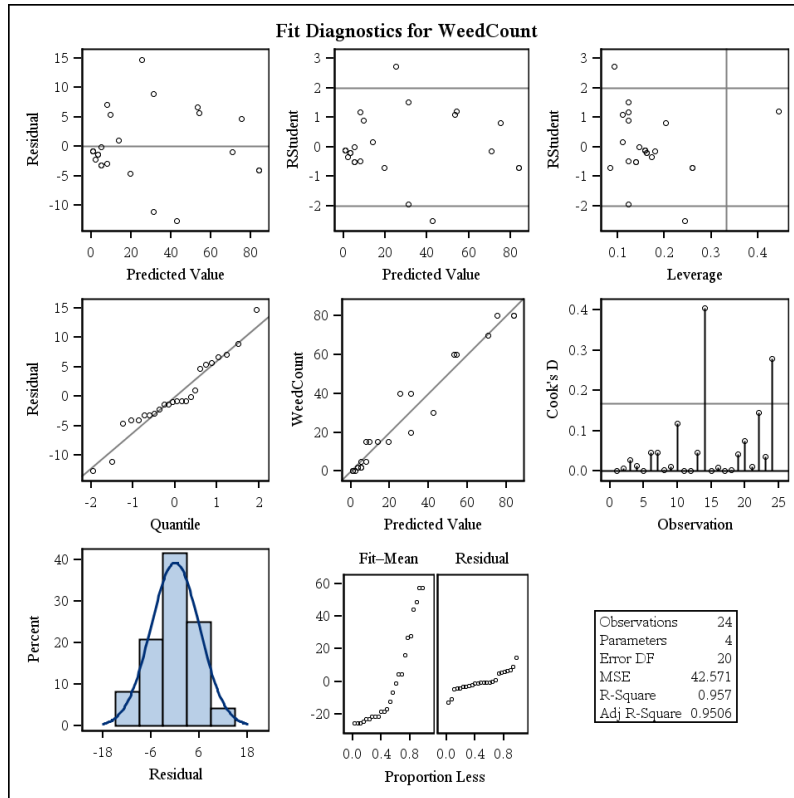 Fit Diagnostics for WeedCount
15
10
5
0
-5
-10
Residual
0 20 40 60 80
Predicted Value
3
2
1
0
-1
-2
RStudent
0 20 40 60 80
Predicted Value
3
2
1
0
-1
-2
RStudent
0.1 0.2 0.3 0.4
Leverage
15
10
5
0
-5
-10
Residual
-2 -1 0 1 2
Quantile
80
60
40
20
0
WeedCount
0 20 40 60 80
Predicted Value
0.4
0.3
0.2
0.1
0.0
Cook's D
0 5 10 15 20 25
Observation
40
30
20
10
0
Percent
-18 -6 6 18
Residual
Fit–Mean Residual
60
40
20
0
-20
0.0 0.4 0.8 0.0 0.4 0.8
Proportion Less
Observations 24
Parameters 4
Error DF 20
MSE 42.571
R-Square 0.957
Adj R-Square 0.9506